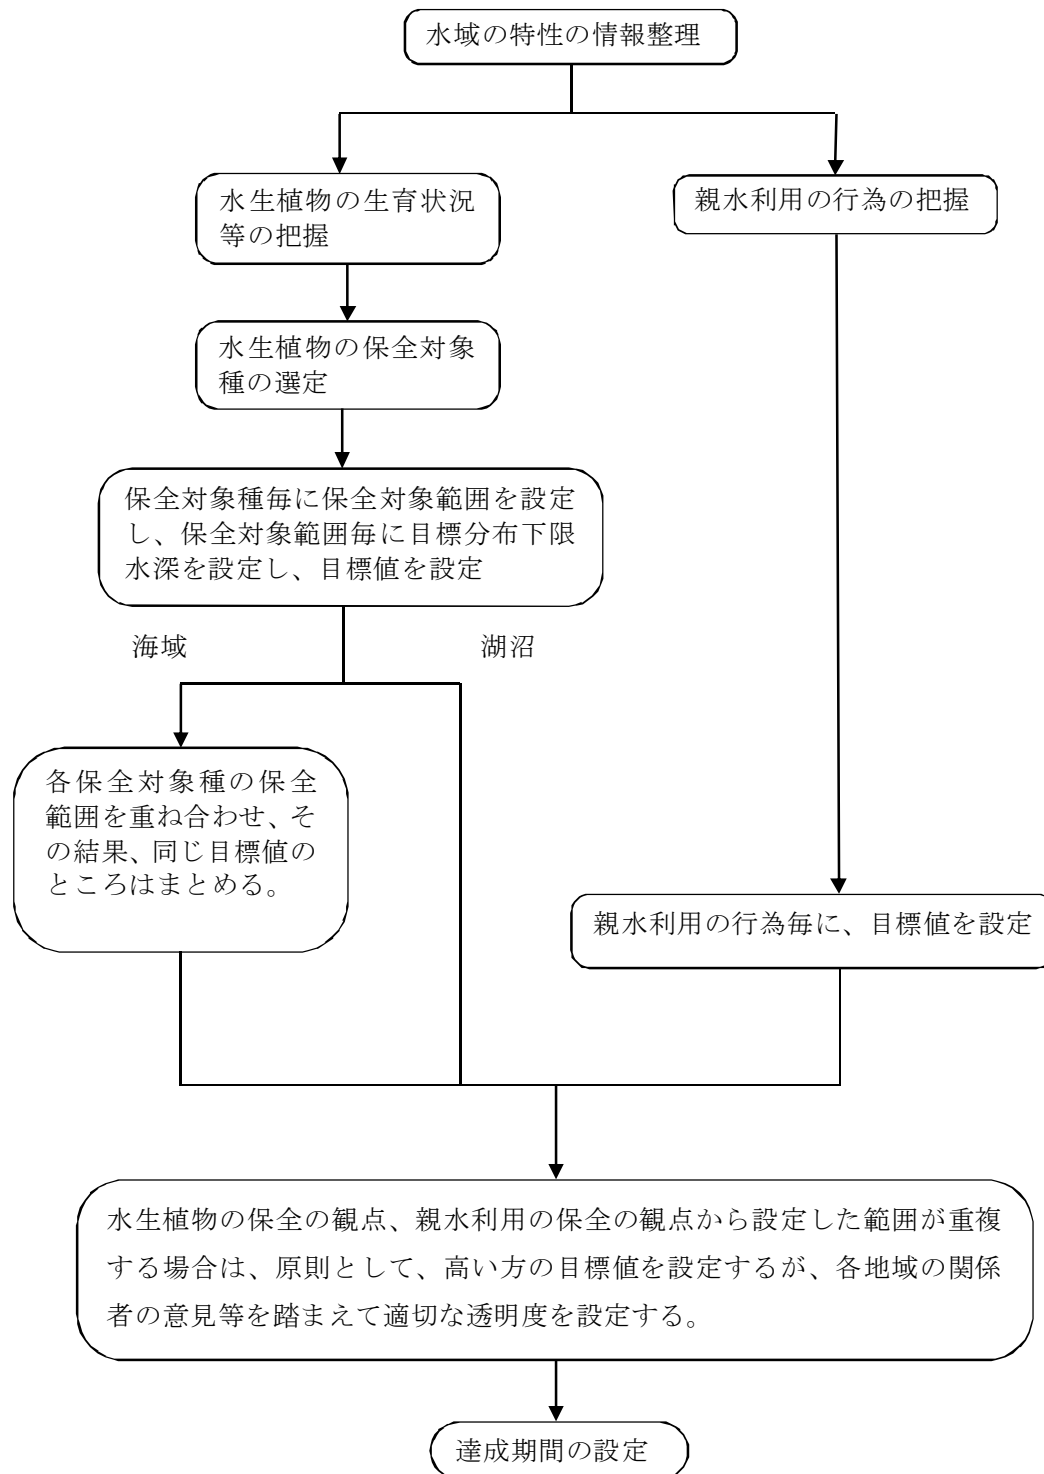 水域の特性の情報整理
水生植物の生育状況
等の把握
親水利用の行為の把握
水生植物の保全対象
種の選定
保全対象種毎に保全対象範囲を設定
し、保全対象範囲毎に目標分布下限
水深を設定し、目標値を設定
海域
湖沼
各保全対象種の保全
範囲を重ね合わせ、そ
の結果、同じ目標値の
ところはまとめる。
親水利用の行為毎に、目標値を設定
水生植物の保全の観点、親水利用の保全の観点から設定した範囲が重複
する場合は、原則として、高い方の目標値を設定するが、各地域の関係
者の意見等を踏まえて適切な透明度を設定する。
達成期間の設定